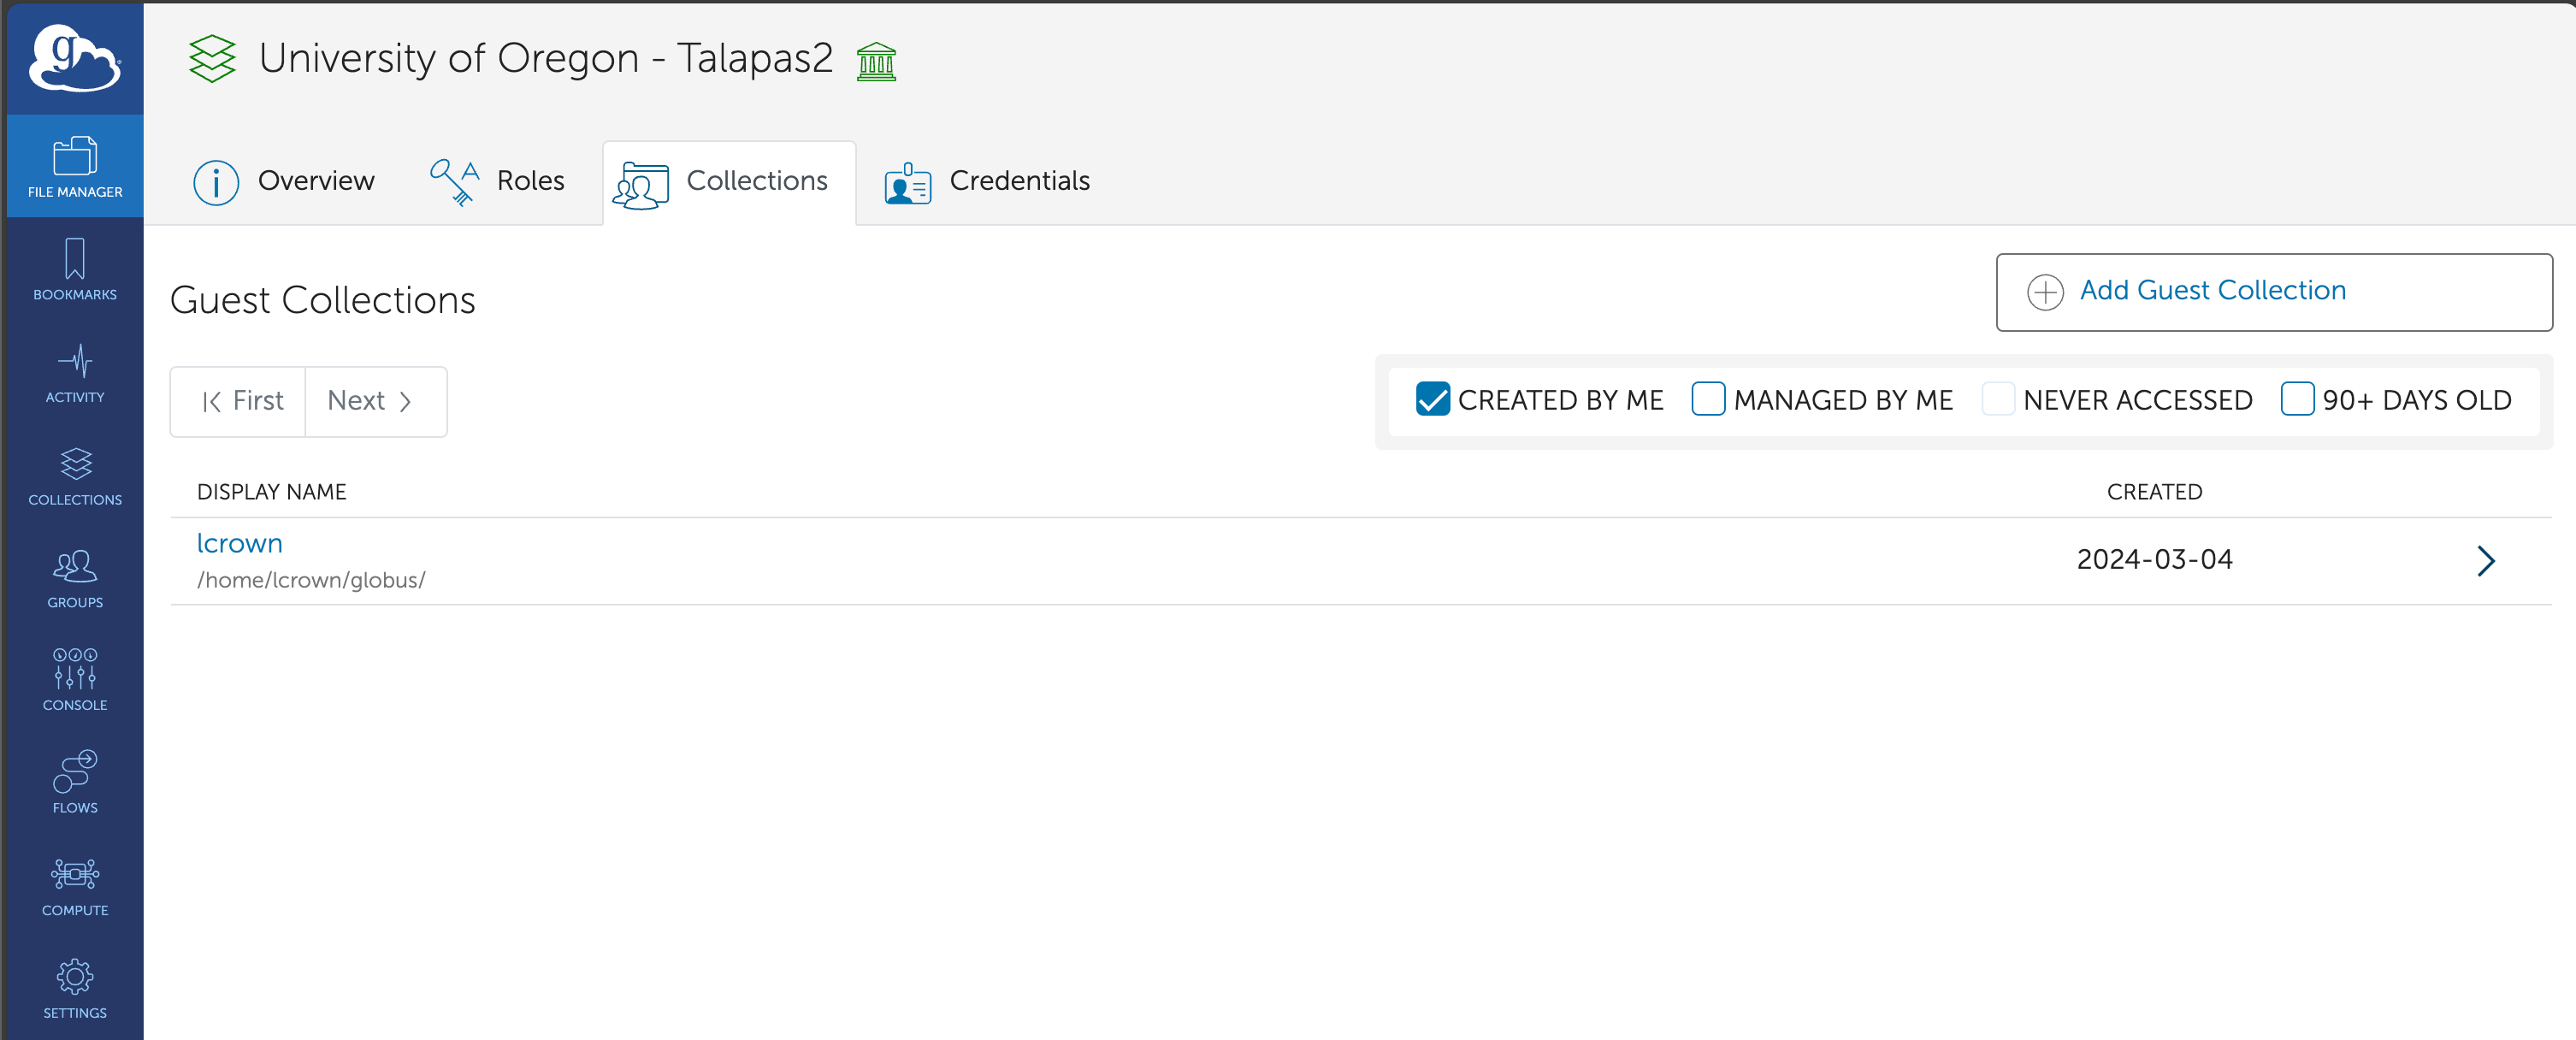 University of Oregon - Talapas2
FILE MANAGER
BOOKMARKS
ACTIVITY
COLLECTIONS
GROUPS
CONSOLE
FLOWS
COMPUTE
SETTINGS
Overview
Roles
Collections
Credentials
Guest Collections
Add Guest Collection
First
Next
CREATED BY ME
MANAGED BY ME
NEVER ACCESSED
90+ DAYS OLD
DISPLAY NAME
CREATED
lcrown
/home/lcrown/globus/
2024-03-04